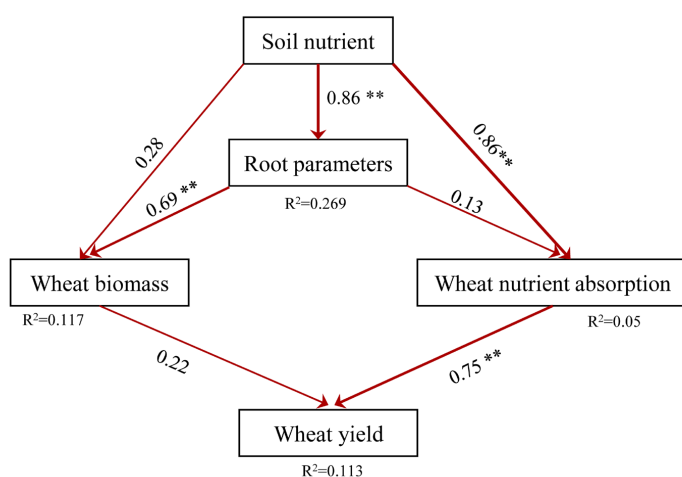 Soil nutrient
0.86 **
0.28
0.86**
Root parameters
R²=0.269
0.69 **
0.13
Wheat biomass
R²=0.117
Wheat nutrient absorption
R²=0.05
0.22
0.75 **
Wheat yield
R²=0.113